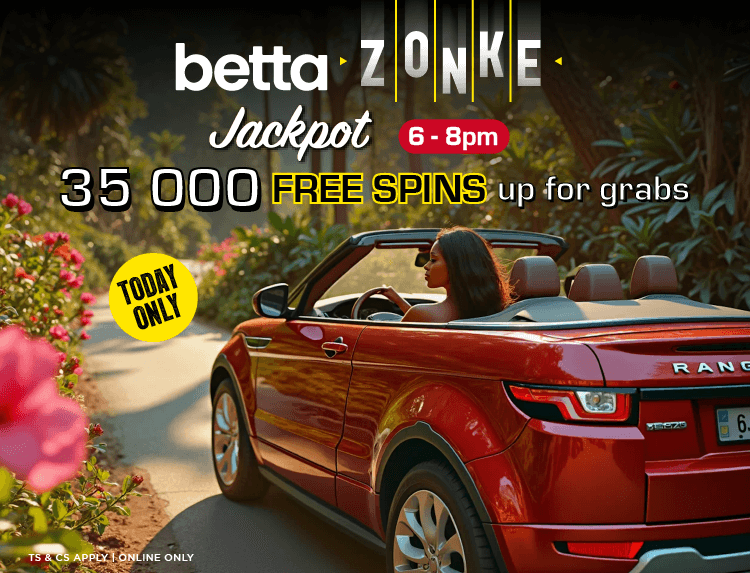 betta ZONKE
Jackpot 6 - 8pm
35 000 FREE SPINS up for grabs
TODAY
ONLY
RANG
6.
TS & CS APPLY | ONLINE ONLY